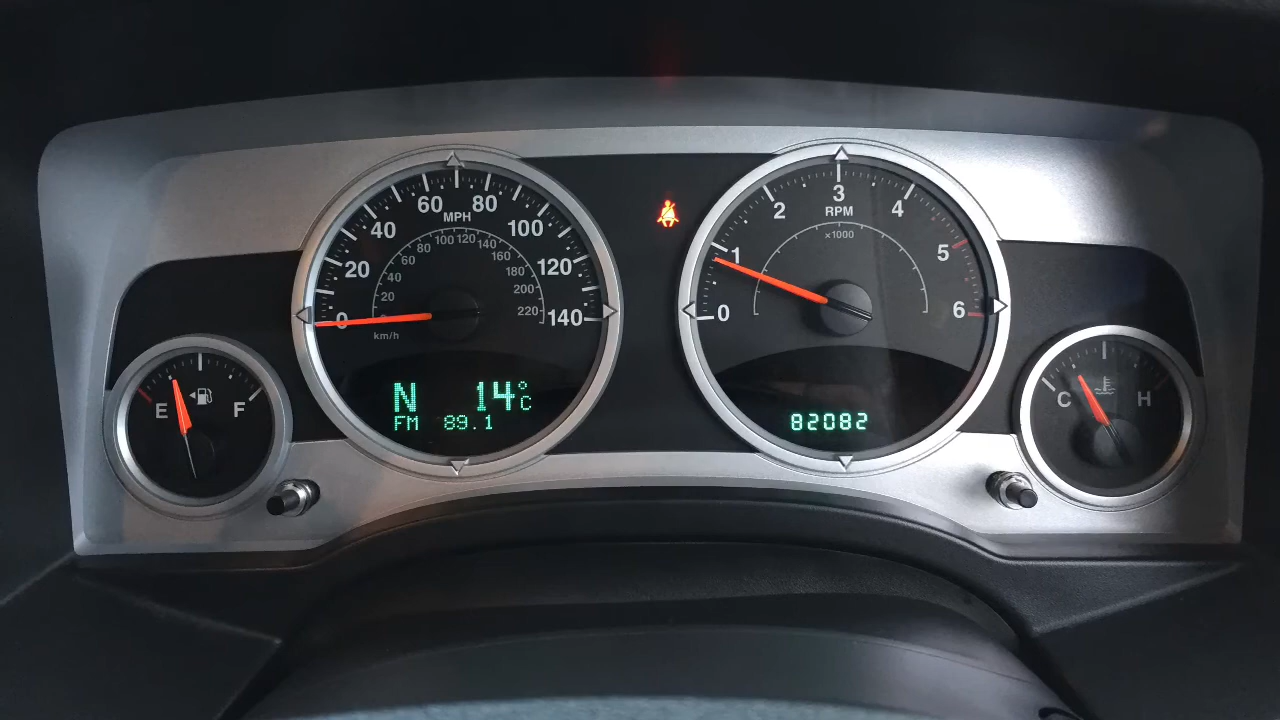 0 20 40 60 80 100 120 140
MPH
20 40 60 80 100 120 140 160 180 200 220
km/h
N 14°C
FM 89.1
0 1 2 3 4 5 6
RPM
×1000
82082
E F
C H